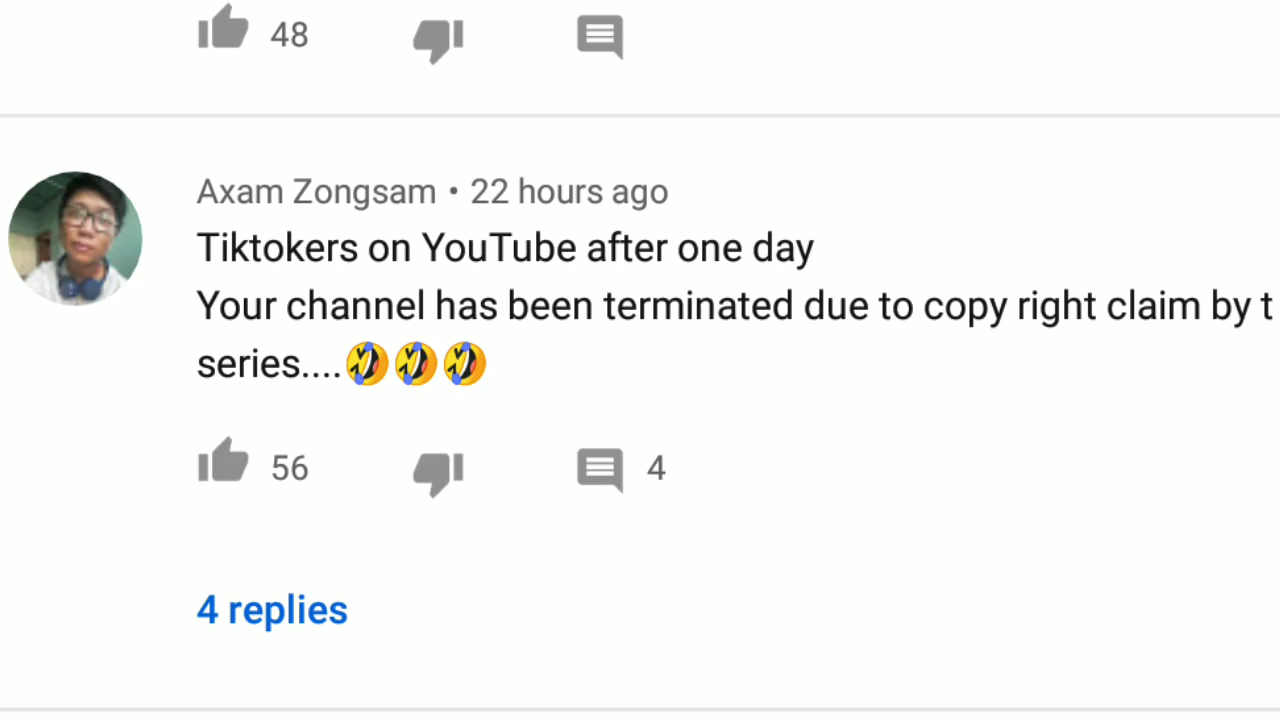 48
Axam Zongsam • 22 hours ago
Tiktokers on YouTube after one day
Your channel has been terminated due to copy right claim by t
series....🤣🤣🤣
56 4
4 replies